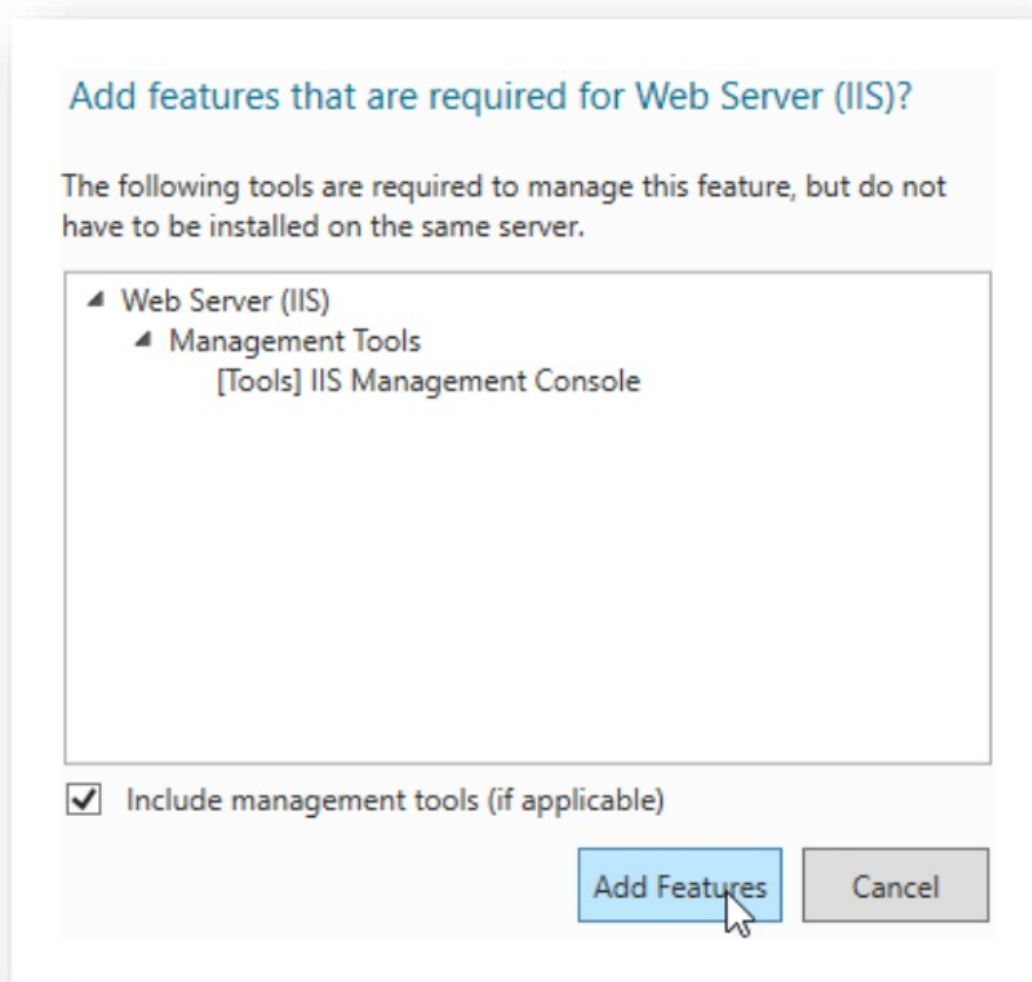 Add features that are required for Web Server (IIS)?
The following tools are required to manage this feature, but do not
have to be installed on the same server.
Web Server (IIS)
Management Tools
[Tools] IIS Management Console
Include management tools (if applicable)
Add Features
Cancel